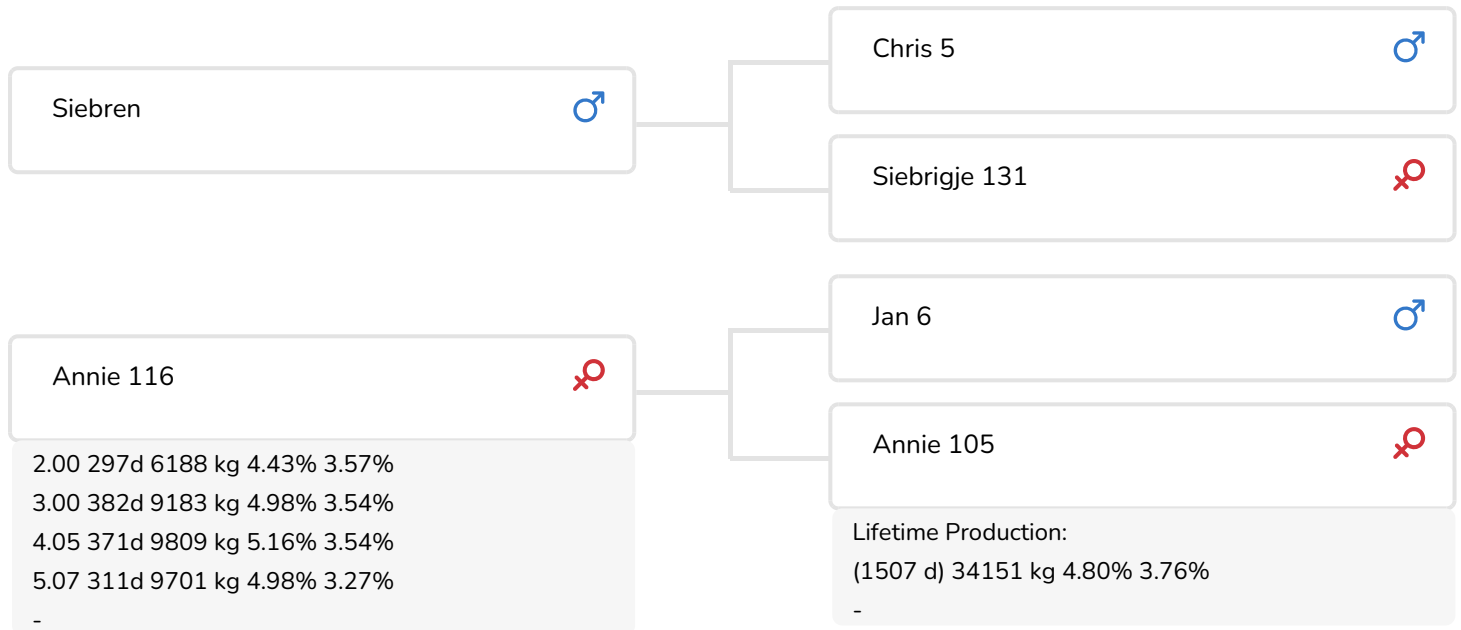 Siebren
Chris 5
Siebrigje 131
Annie 116
2.00 297d 6188 kg 4.43% 3.57%
3.00 382d 9183 kg 4.98% 3.54%
4.05 371d 9809 kg 5.16% 3.54%
5.07 311d 9701 kg 4.98% 3.27%
-
Jan 6
Annie 105
Lifetime Production:
(1507 d) 34151 kg 4.80% 3.76%
-